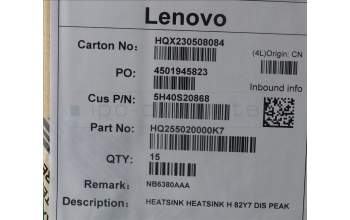 Lenovo
Carton No: HQX230508084
(4L)Origin: CN
PO: 4501945823
Inbound info
Cus P/N: 5H40S20868
Part No: HQ255020000K7
QTY: 15
Remark: NB6380AAA
Description: HEATSINK HEATSINK H 82Y7 DIS PEAK